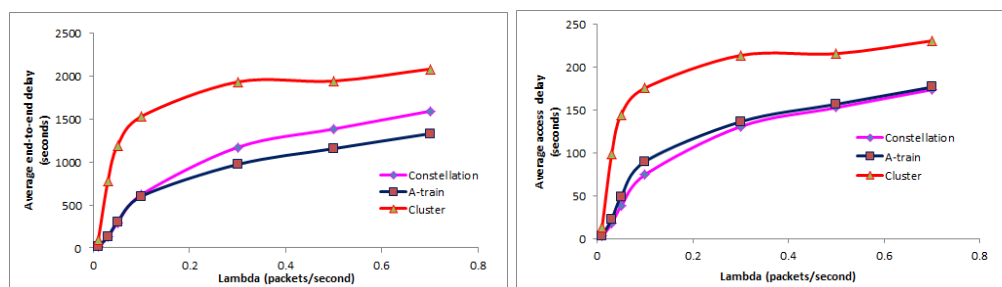 2500
2000
1500
1000
500
0
0
0.2
0.4
0.6
0.8
Average end-to-end delay
(seconds)
Lambda (packets/second)
Constellation
A-train
Cluster
250
200
150
100
50
0
0
0.2
0.4
0.6
0.8
Average access delay
(seconds)
Lambda (packets/second)
Constellation
A-train
Cluster